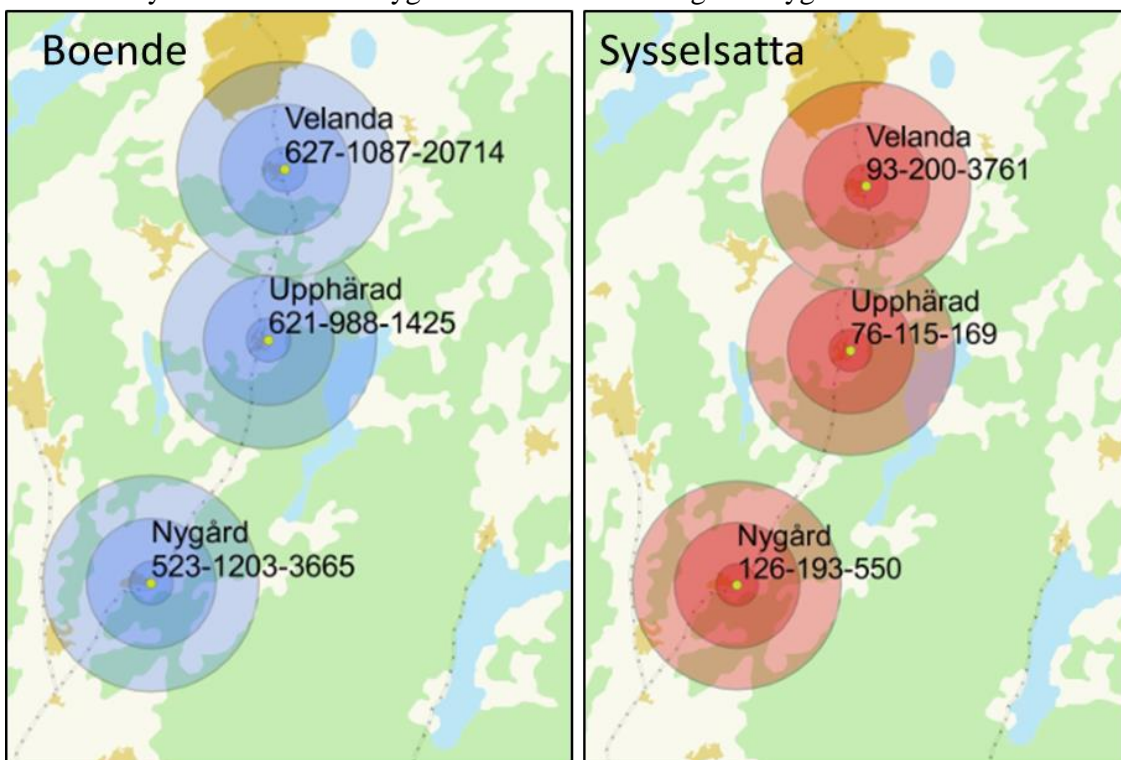 Boende
Velanda
627-1087-20714
Upphärad
621-988-1425
Nygård
523-1203-3665
Sysselsatta
Velanda
93-200-3761
Upphärad
76-115-169
Nygård
126-193-550